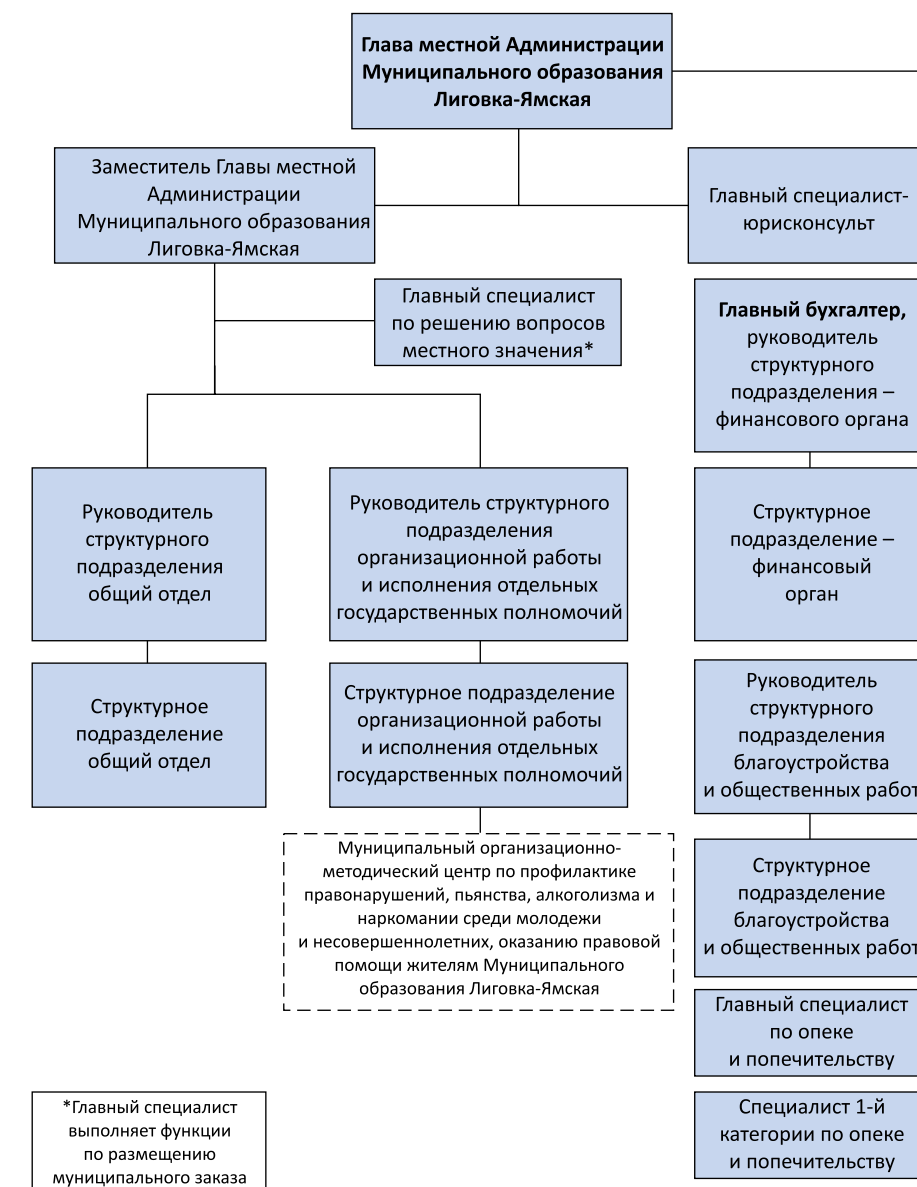 Глава местной Администрации
Муниципального образования
Лиговка-Ямская
Заместитель Главы местной
Администрации
Муниципального образования
Лиговка-Ямская
Главный специалист-
юрисконсульт
Главный специалист
по решению вопросов
местного значения*
Главный бухгалтер,
руководитель
структурного
подразделения –
финансового органа
Руководитель
структурного
подразделения
общий отдел
Руководитель структурного
подразделения
организационной работы
и исполнения отдельных
государственных полномочий
Структурное
подразделение –
финансовый
орган
Структурное
подразделение
общий отдел
Структурное подразделение
организационной работы
и исполнения отдельных
государственных полномочий
Руководитель
структурного
подразделения
благоустройства
и общественных работ
Муниципальный организационно-
методический центр по профилактике
правонарушений, пьянства, алкоголизма и
наркомании среди молодежи
и несовершеннолетних, оказанию правовой
помощи жителям Муниципального
образования Лиговка-Ямская
Структурное
подразделение
благоустройства
и общественных работ
Главный специалист
по опеке
и попечительству
*Главный специалист
выполняет функции
по размещению
муниципального заказа
Специалист 1-й
категории по опеке
и попечительству